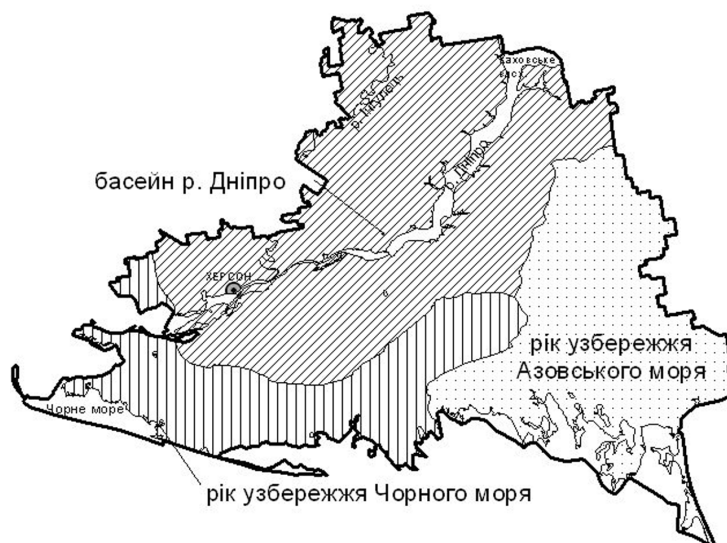 Каховське
вдсх.
р. Інгулець
р. Дніпро
басейн р. Дніпро
ХЕРСОН
рік узбережжя
Азовського моря
Чорне море
рік узбережжя Чорного моря